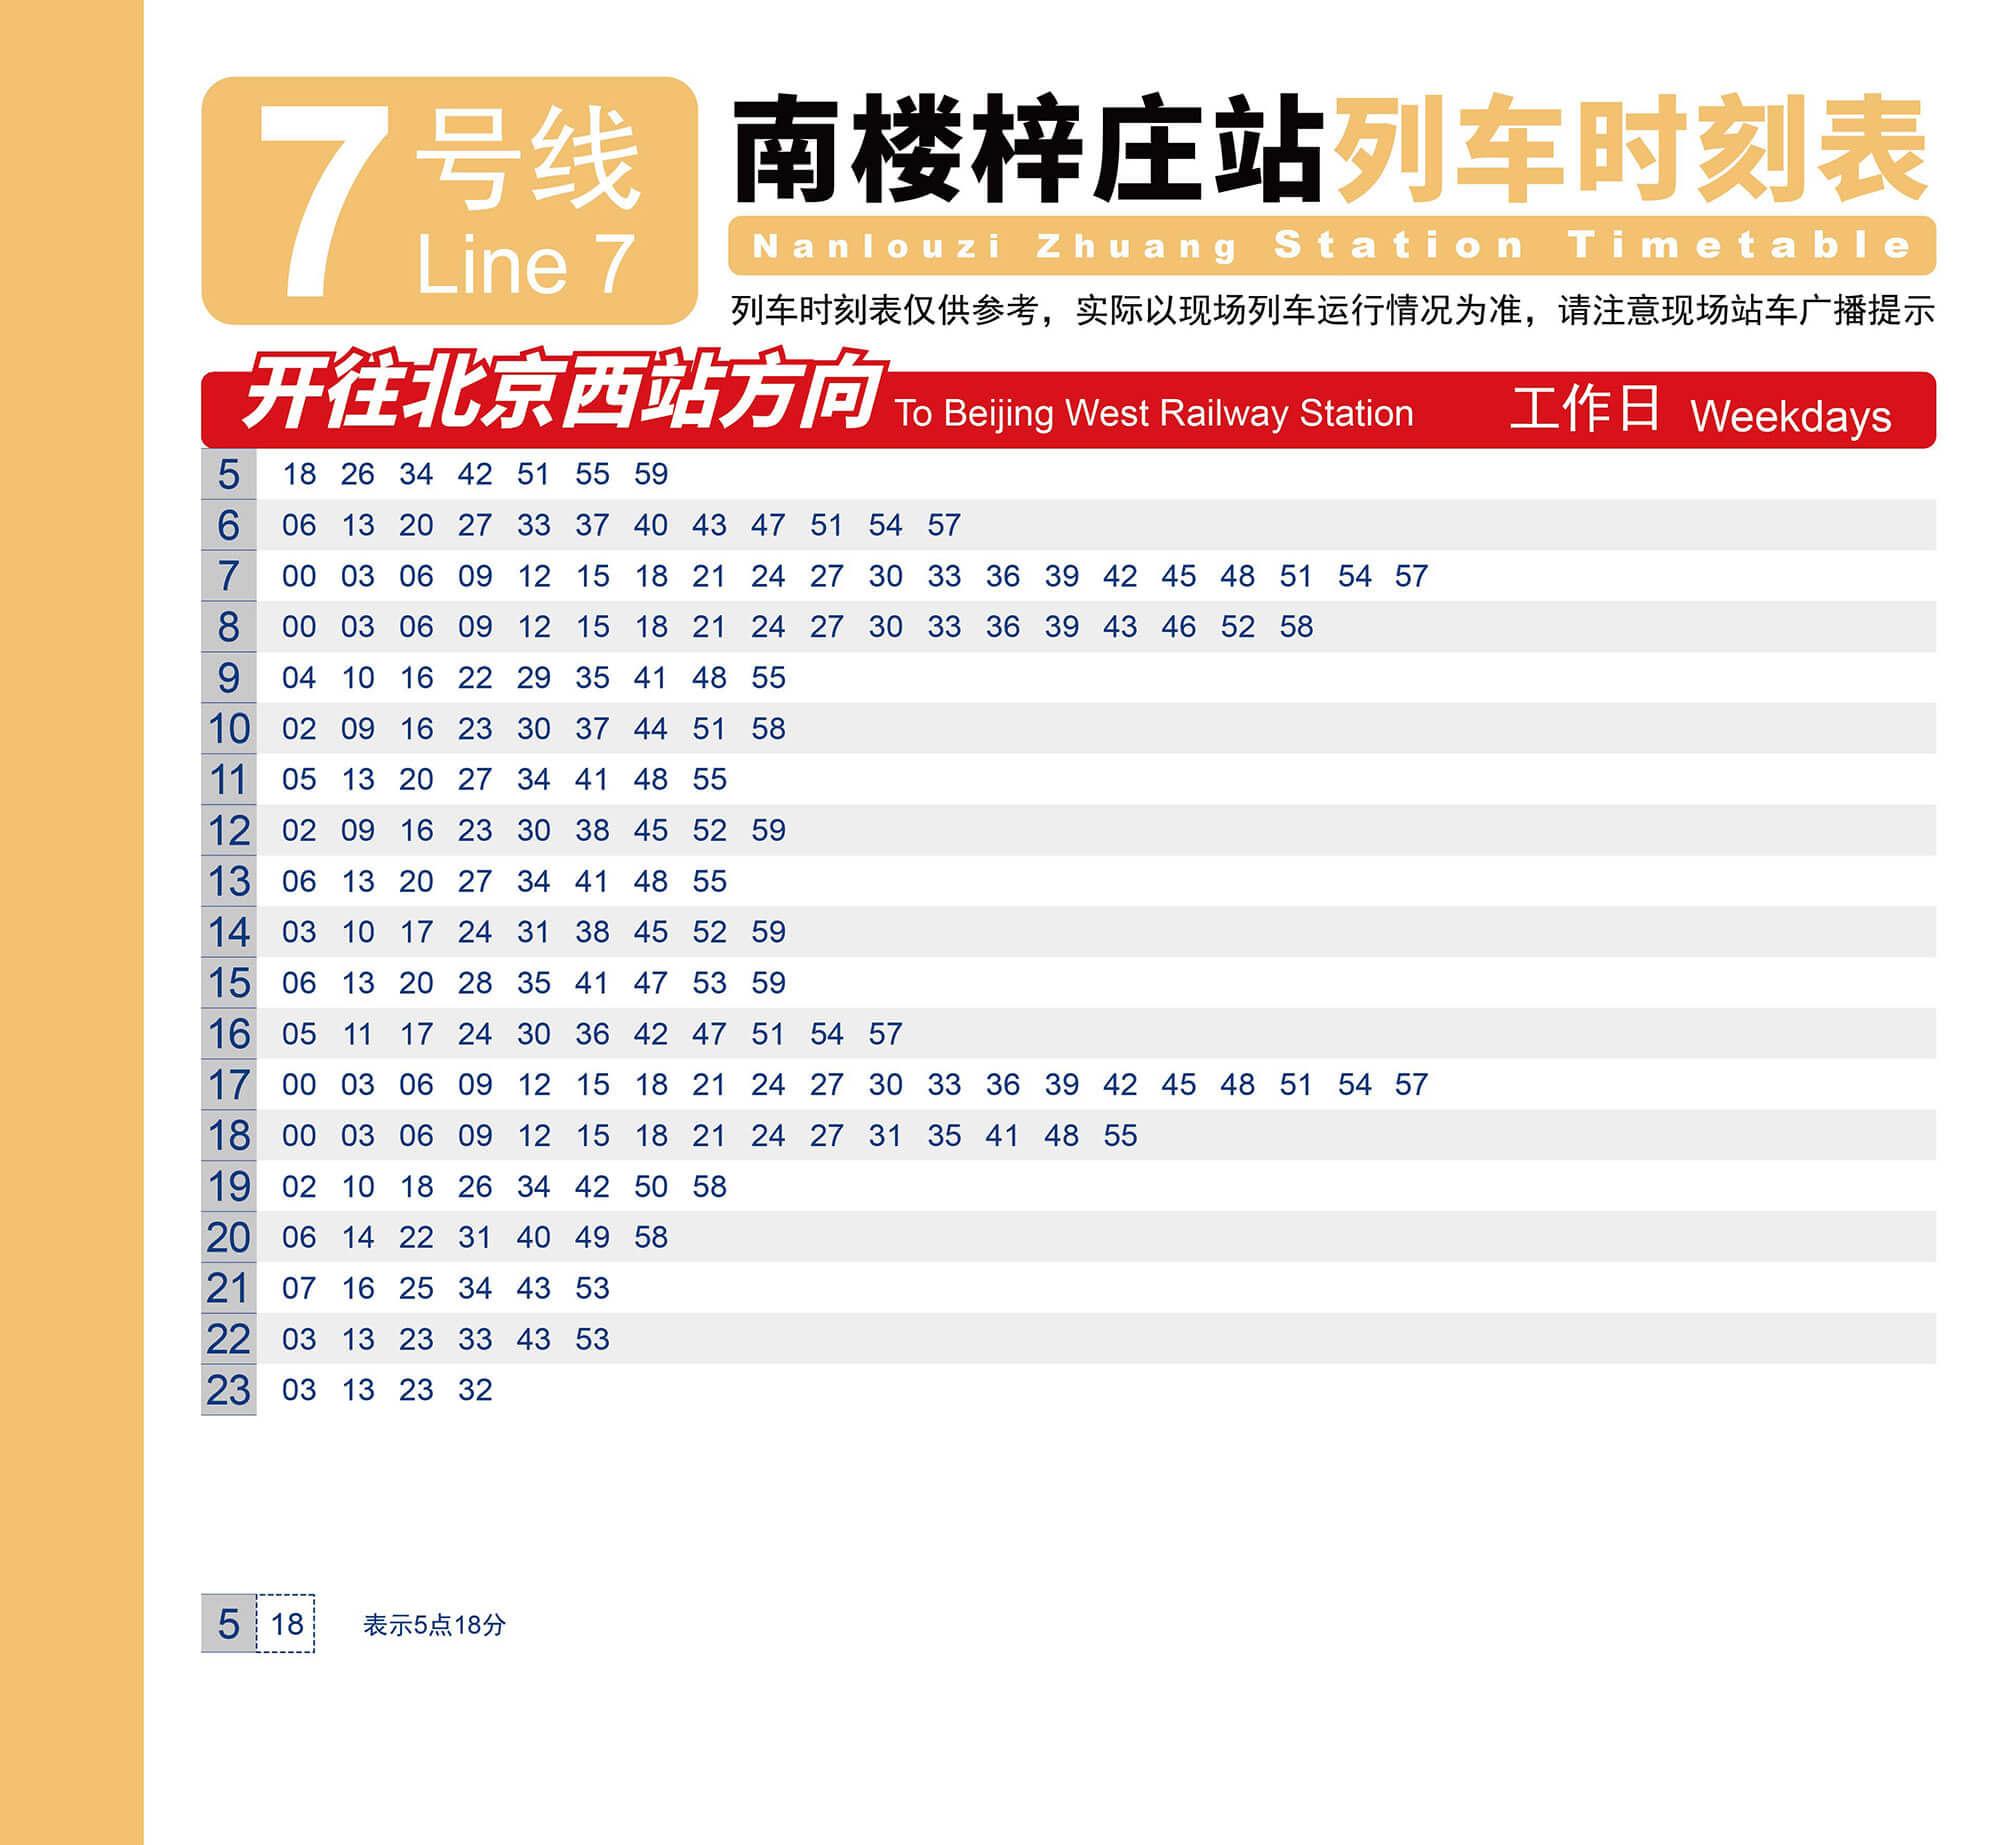 7号线
Line 7
南楼梓庄站列车时刻表
Nanlouzi Zhuang Station Timetable
列车时刻表仅供参考，实际以现场列车运行情况为准，请注意现场站车广播提示
开往北京西站方向 To Beijing West Railway Station 工作日 Weekdays
5 18 26 34 42 51 55 59
6 06 13 20 27 33 37 40 43 47 51 54 57
7 00 03 06 09 12 15 18 21 24 27 30 33 36 39 42 45 48 51 54 57
8 00 03 06 09 12 15 18 21 24 27 30 33 36 39 43 46 52 58
9 04 10 16 22 29 35 41 48 55
10 02 09 16 23 30 37 44 51 58
11 05 13 20 27 34 41 48 55
12 02 09 16 23 30 38 45 52 59
13 06 13 20 27 34 41 48 55
14 03 10 17 24 31 38 45 52 59
15 06 13 20 28 35 41 47 53 59
16 05 11 17 24 30 36 42 47 51 54 57
17 00 03 06 09 12 15 18 21 24 27 30 33 36 39 42 45 48 51 54 57
18 00 03 06 09 12 15 18 21 24 27 31 35 41 48 55
19 02 10 18 26 34 42 50 58
20 06 14 22 31 40 49 58
21 07 16 25 34 43 53
22 03 13 23 33 43 53
23 03 13 23 32
5 18 表示5点18分